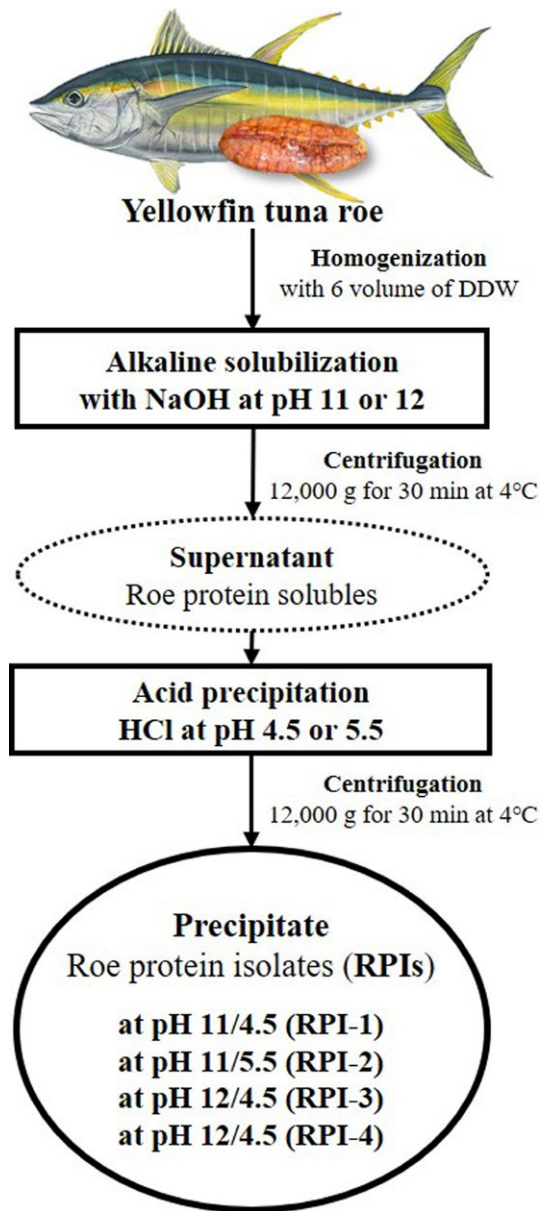 Yellowfin tuna roe
Homogenization
with 6 volume of DDW
Alkaline solubilization
with NaOH at pH 11 or 12
Centrifugation
12,000 g for 30 min at 4℃
Supernatant
Roe protein solubles
Acid precipitation
HCl at pH 4.5 or 5.5
Centrifugation
12,000 g for 30 min at 4℃
Precipitate
Roe protein isolates (RPIs)
at pH 11/4.5 (RPI-1)
at pH 11/5.5 (RPI-2)
at pH 12/4.5 (RPI-3)
at pH 12/4.5 (RPI-4)